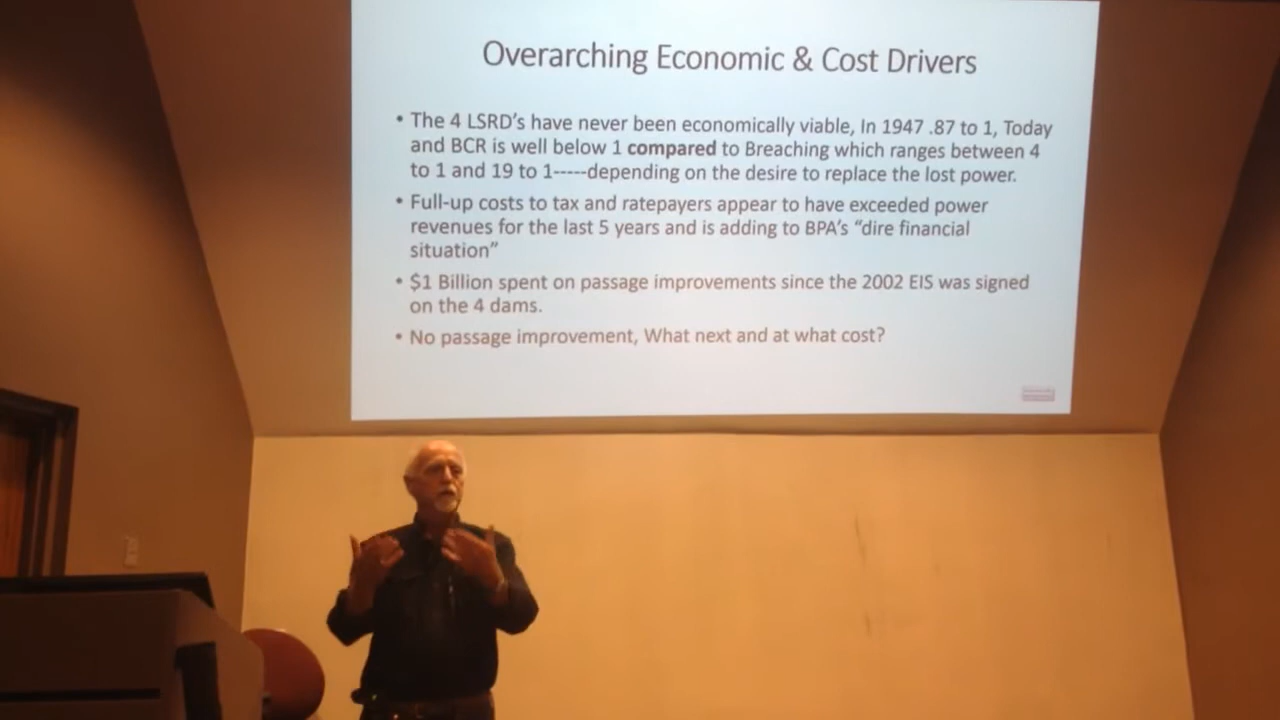 Overarching Economic & Cost Drivers
• The 4 LSRD's have never been economically viable, In 1947 .87 to 1, Today
and BCR is well below 1 compared to Breaching which ranges between 4
to 1 and 19 to 1-----depending on the desire to replace the lost power.
• Full-up costs to tax and ratepayers appear to have exceeded power
revenues for the last 5 years and is adding to BPA's “dire financial
situation”
• $1 Billion spent on passage improvements since the 2002 EIS was signed
on the 4 dams.
• No passage improvement, What next and at what cost?